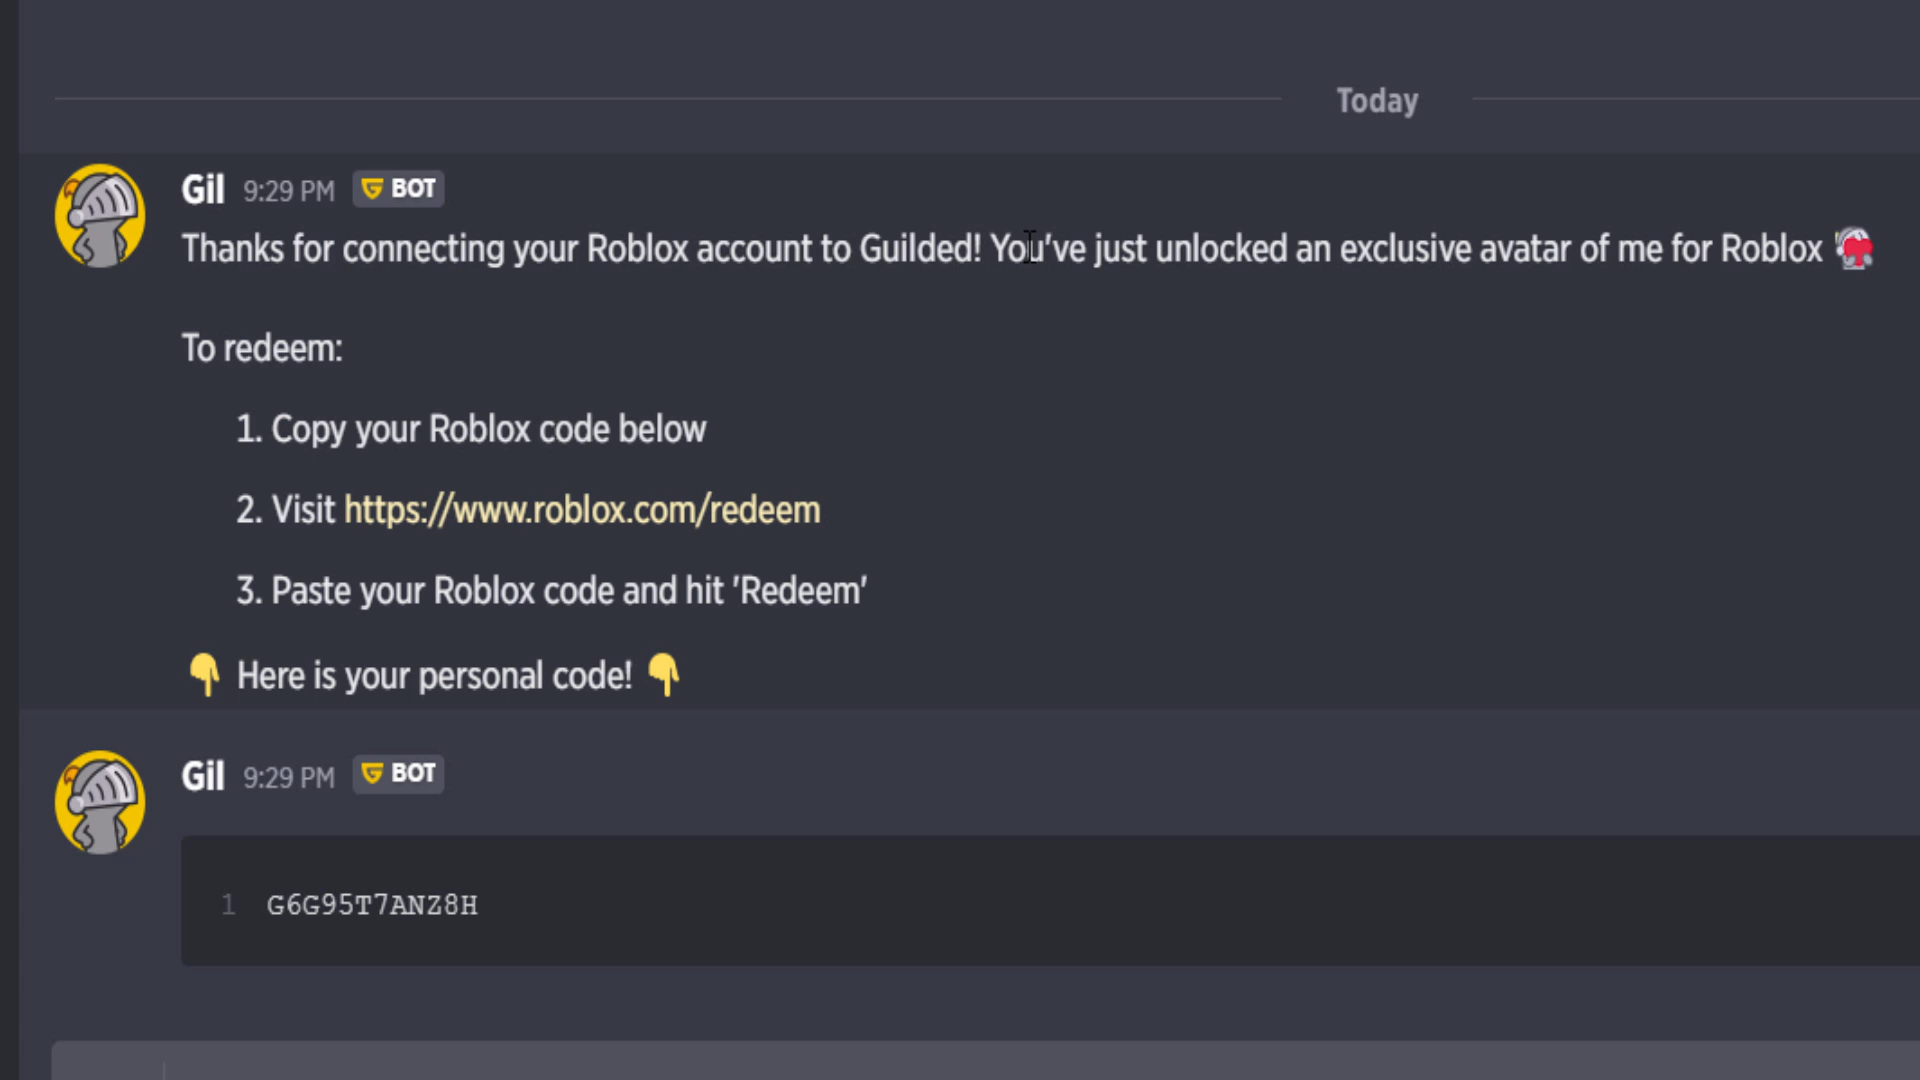 Today
Gil 9:29 PM BOT
Thanks for connecting your Roblox account to Guilded! You've just unlocked an exclusive avatar of me for Roblox
To redeem:
1. Copy your Roblox code below
2. Visit https://www.roblox.com/redeem
3. Paste your Roblox code and hit 'Redeem'
👇 Here is your personal code! 👇
Gil 9:29 PM BOT
1 G6G95T7ANZ8H